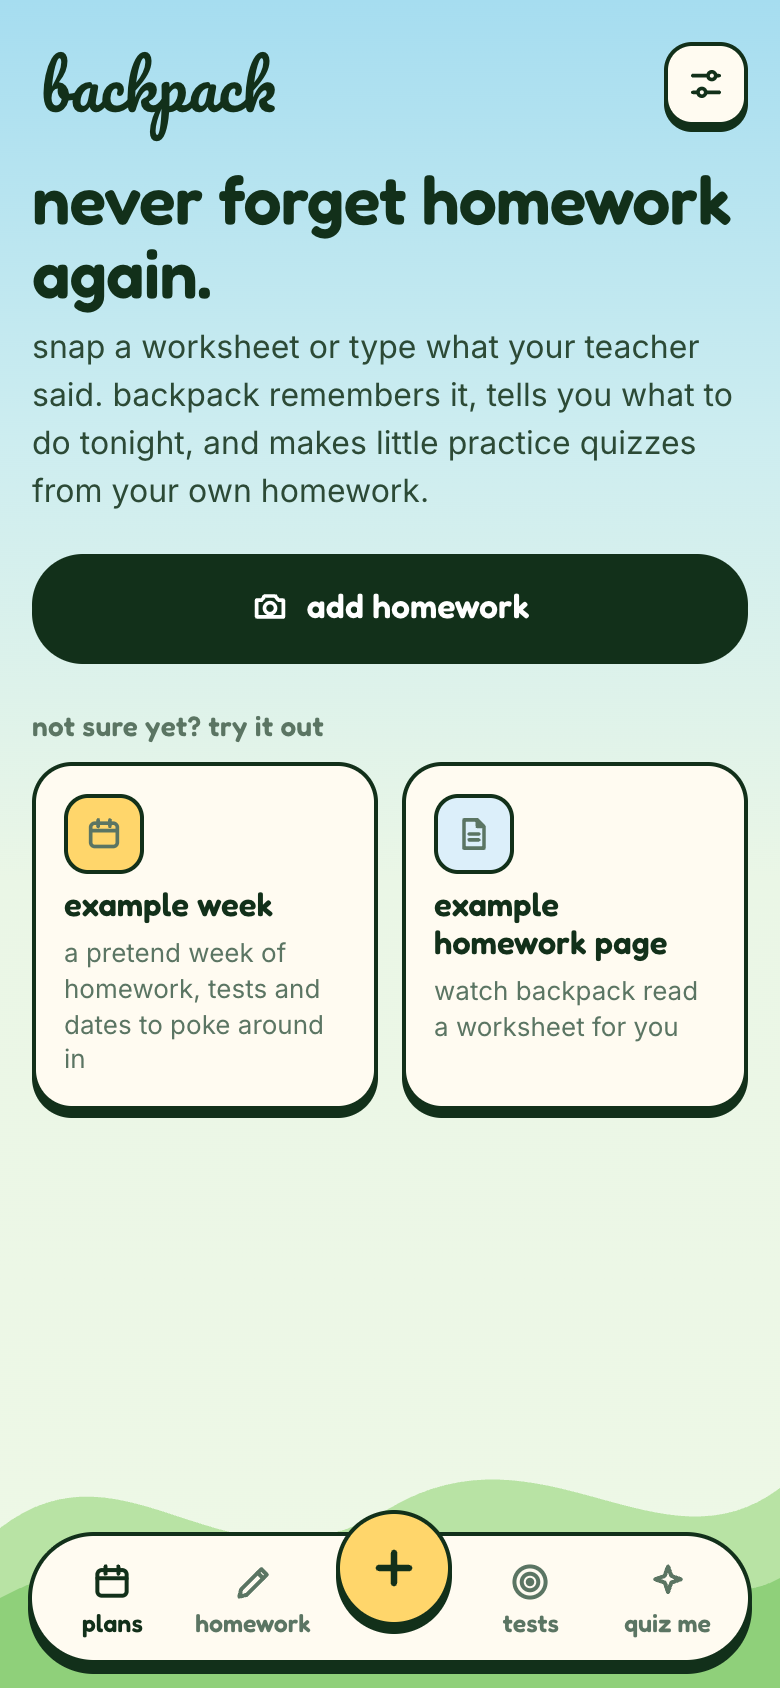 backpack
never forget homework
again.
snap a worksheet or type what your teacher
said. backpack remembers it, tells you what to
do tonight, and makes little practice quizzes
from your own homework.
add homework
not sure yet? try it out
example week
a pretend week of
homework, tests and
dates to poke around
in
example
homework page
watch backpack read
a worksheet for you
plans
homework
tests
quiz me